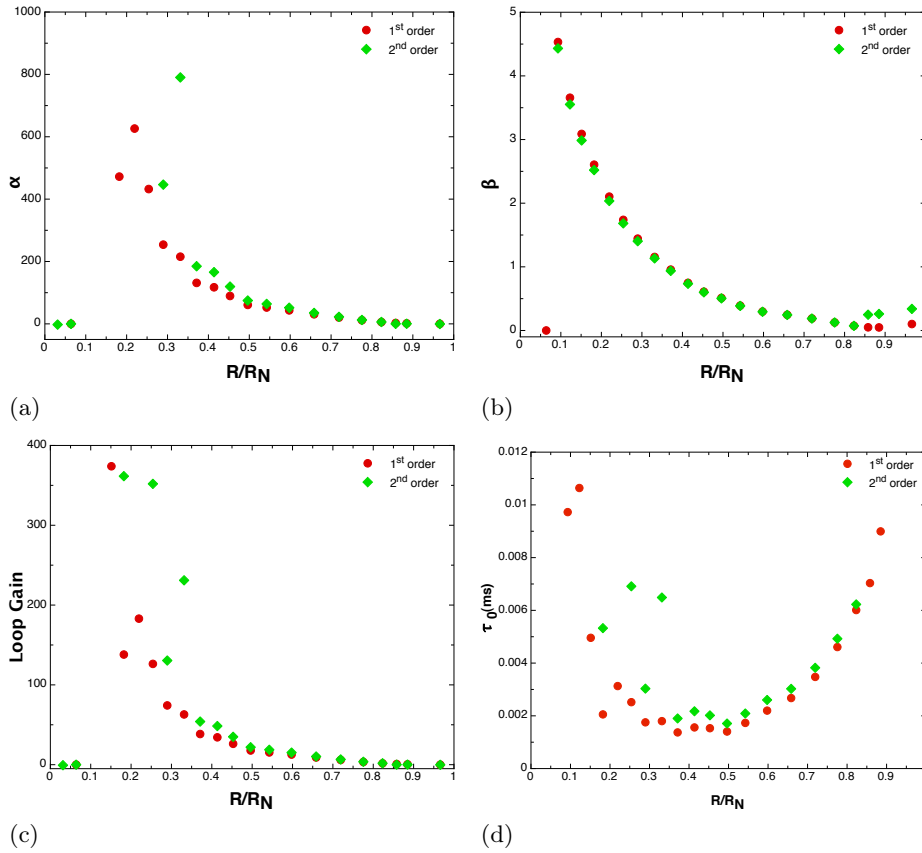 1000
800
600
400
200
0
α
1st order
2nd order
0 0.1 0.2 0.3 0.4 0.5 0.6 0.7 0.8 0.9 1
R/RN
(a)
5
4
3
2
1
0
β
1st order
2nd order
0.1 0.2 0.3 0.4 0.5 0.6 0.7 0.8 0.9
R/RN
(b)
400
300
200
100
0
Loop Gain
1st order
2nd order
0 0.1 0.2 0.3 0.4 0.5 0.6 0.7 0.8 0.9 1
R/RN
(c)
0.012
0.01
0.008
0.006
0.004
0.002
0
τ 0(ms)
1st order
2nd order
0 0.1 0.2 0.3 0.4 0.5 0.6 0.7 0.8 0.9
R/RN
(d)